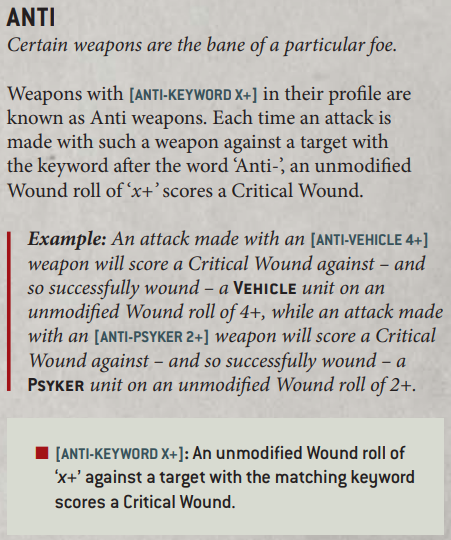 ANTI
Certain weapons are the bane of a particular foe.
Weapons with [ANTI-KEYWORD X+] in their profile are
known as Anti weapons. Each time an attack is
made with such a weapon against a target with
the keyword after the word ‘Anti-’, an unmodified
Wound roll of ‘x+’ scores a Critical Wound.
Example: An attack made with an [ANTI-VEHICLE 4+]
weapon will score a Critical Wound against – and
so successfully wound – a VEHICLE unit on an
unmodified Wound roll of 4+, while an attack made
with an [ANTI-PSYKER 2+] weapon will score a Critical
Wound against – and so successfully wound – a
PSYKER unit on an unmodified Wound roll of 2+.
[ANTI-KEYWORD X+]: An unmodified Wound roll of
‘x+’ against a target with the matching keyword
scores a Critical Wound.